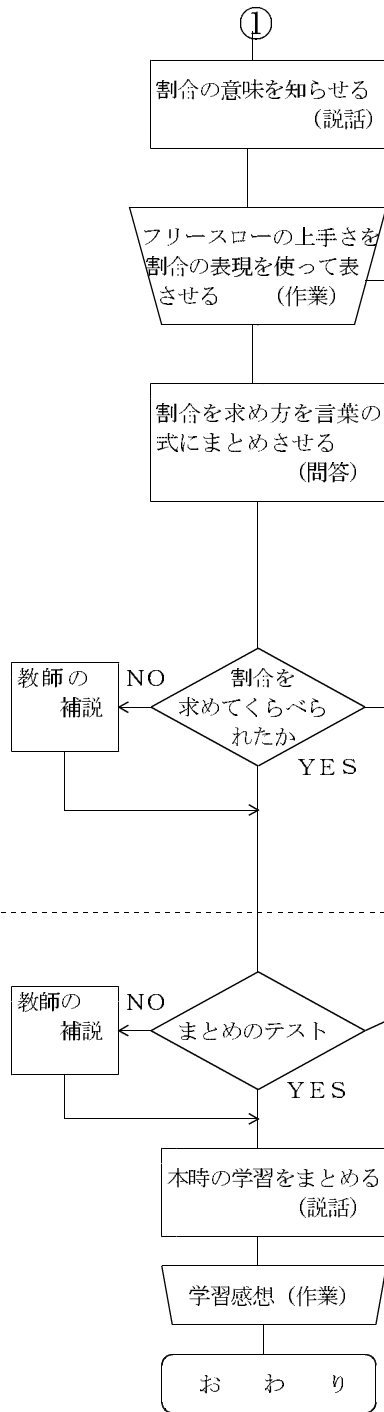 ①
割合の意味を知らせる
(説話)
フリースローの上手さを
割合の表現を使って表
させる (作業)
割合を求め方を言葉の
式にまとめさせる
(問答)
教師の
補説
NO
割合を
求めてくらべら
れたか
YES
教師の
補説
NO
まとめのテスト
YES
本時の学習をまとめる
(説話)
学習感想 (作業)
おわり